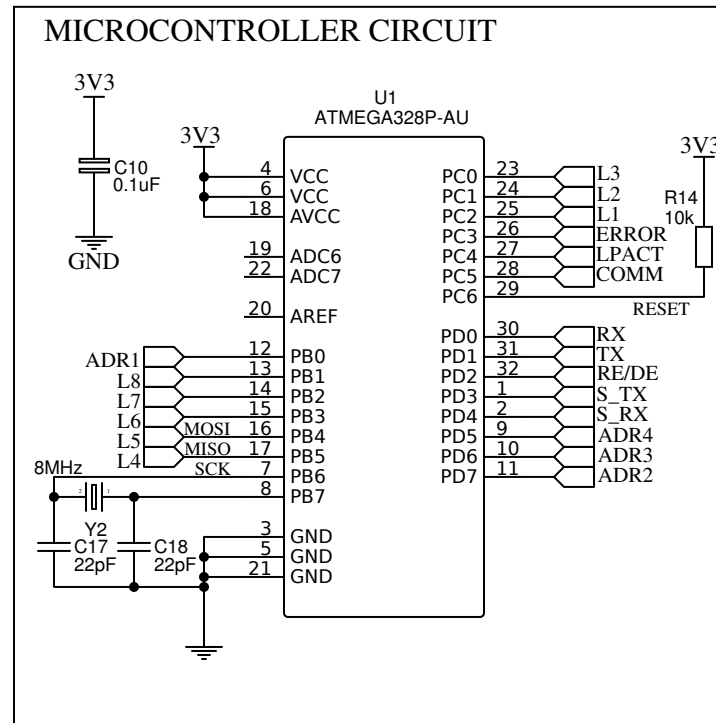 MICROCONTROLLER CIRCUIT
3V3
C10
0.1uF
GND
U1
ATMEGA328P-AU
3V3
4 VCC
6 VCC
18 AVCC
19 ADC6
22 ADC7
20 AREF
ADR1 12 PB0
L8 13 PB1
L7 14 PB2
L6 15 PB3
L5 MOSI 16 PB4
L4 MISO 17 PB5
SCK 7 PB6
8 PB7
3 GND
5 GND
21 GND
8MHz
2 1
Y2
C17
22pF
C18
22pF
PC0 23 L3
PC1 24 L2
PC2 25 L1
PC3 26 ERROR
PC4 27 LPACT
PC5 28 COMM
PC6 29
RESET
3V3
R14
10k
PD0 30 RX
PD1 31 TX
PD2 32 RE/DE
PD3 1 S_TX
PD4 2 S_RX
PD5 9 ADR4
PD6 10 ADR3
PD7 11 ADR2